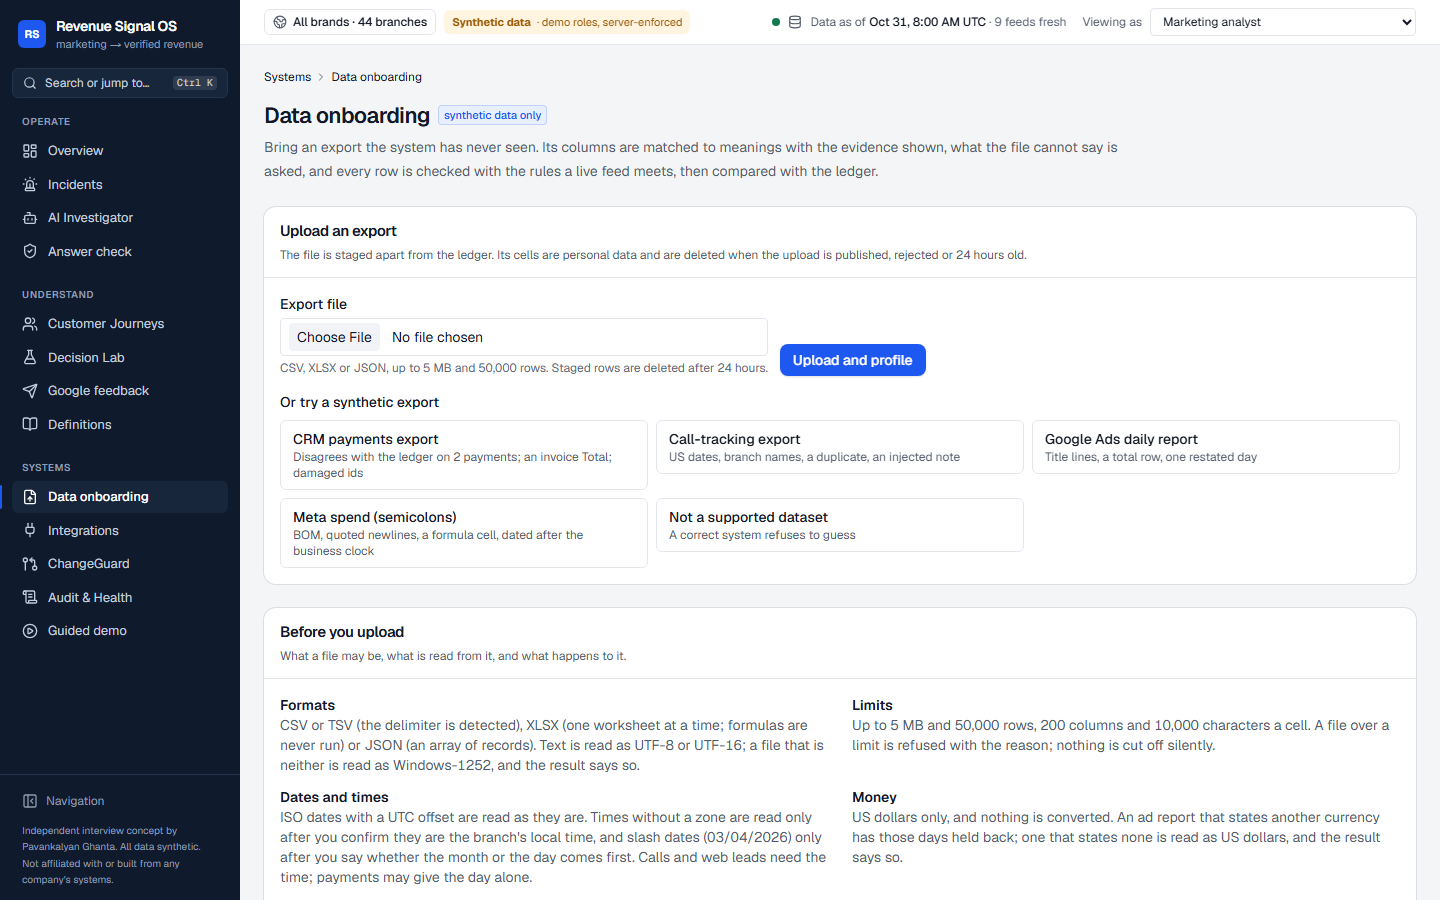 RS
Revenue Signal OS
marketing → verified revenue
Search or jump to...
Ctrl K
OPERATE
Overview
Incidents
AI Investigator
Answer check
UNDERSTAND
Customer Journeys
Decision Lab
Google feedback
Definitions
SYSTEMS
Data onboarding
Integrations
ChangeGuard
Audit & Health
Guided demo
Navigation
Independent interview concept by
Pavankalyan Ghanta. All data synthetic.
Not affiliated with or built from any
company's systems.
All brands · 44 branches
Synthetic data · demo roles, server-enforced
Data as of Oct 31, 8:00 AM UTC · 9 feeds fresh
Viewing as
Marketing analyst
Systems > Data onboarding
Data onboarding
synthetic data only
Bring an export the system has never seen. Its columns are matched to meanings with the evidence shown, what the file cannot say is
asked, and every row is checked with the rules a live feed meets, then compared with the ledger.
Upload an export
The file is staged apart from the ledger. Its cells are personal data and are deleted when the upload is published, rejected or 24 hours old.
Export file
Choose File No file chosen
Upload and profile
CSV, XLSX or JSON, up to 5 MB and 50,000 rows. Staged rows are deleted after 24 hours.
Or try a synthetic export
CRM payments export
Disagrees with the ledger on 2 payments; an invoice Total;
damaged ids
Call-tracking export
US dates, branch names, a duplicate, an injected note
Google Ads daily report
Title lines, a total row, one restated day
Meta spend (semicolons)
BOM, quoted newlines, a formula cell, dated after the
business clock
Not a supported dataset
A correct system refuses to guess
Before you upload
What a file may be, what is read from it, and what happens to it.
Formats
CSV or TSV (the delimiter is detected), XLSX (one worksheet at a time; formulas are
never run) or JSON (an array of records). Text is read as UTF-8 or UTF-16; a file that is
neither is read as Windows-1252, and the result says so.
Limits
Up to 5 MB and 50,000 rows, 200 columns and 10,000 characters a cell. A file over a
limit is refused with the reason; nothing is cut off silently.
Dates and times
ISO dates with a UTC offset are read as they are. Times without a zone are read only
after you confirm they are the branch's local time, and slash dates (03/04/2026) only
after you say whether the month or the day comes first. Calls and web leads need the
time; payments may give the day alone.
Money
US dollars only, and nothing is converted. An ad report that states another currency
has those days held back; one that states none is read as US dollars, and the result
says so.